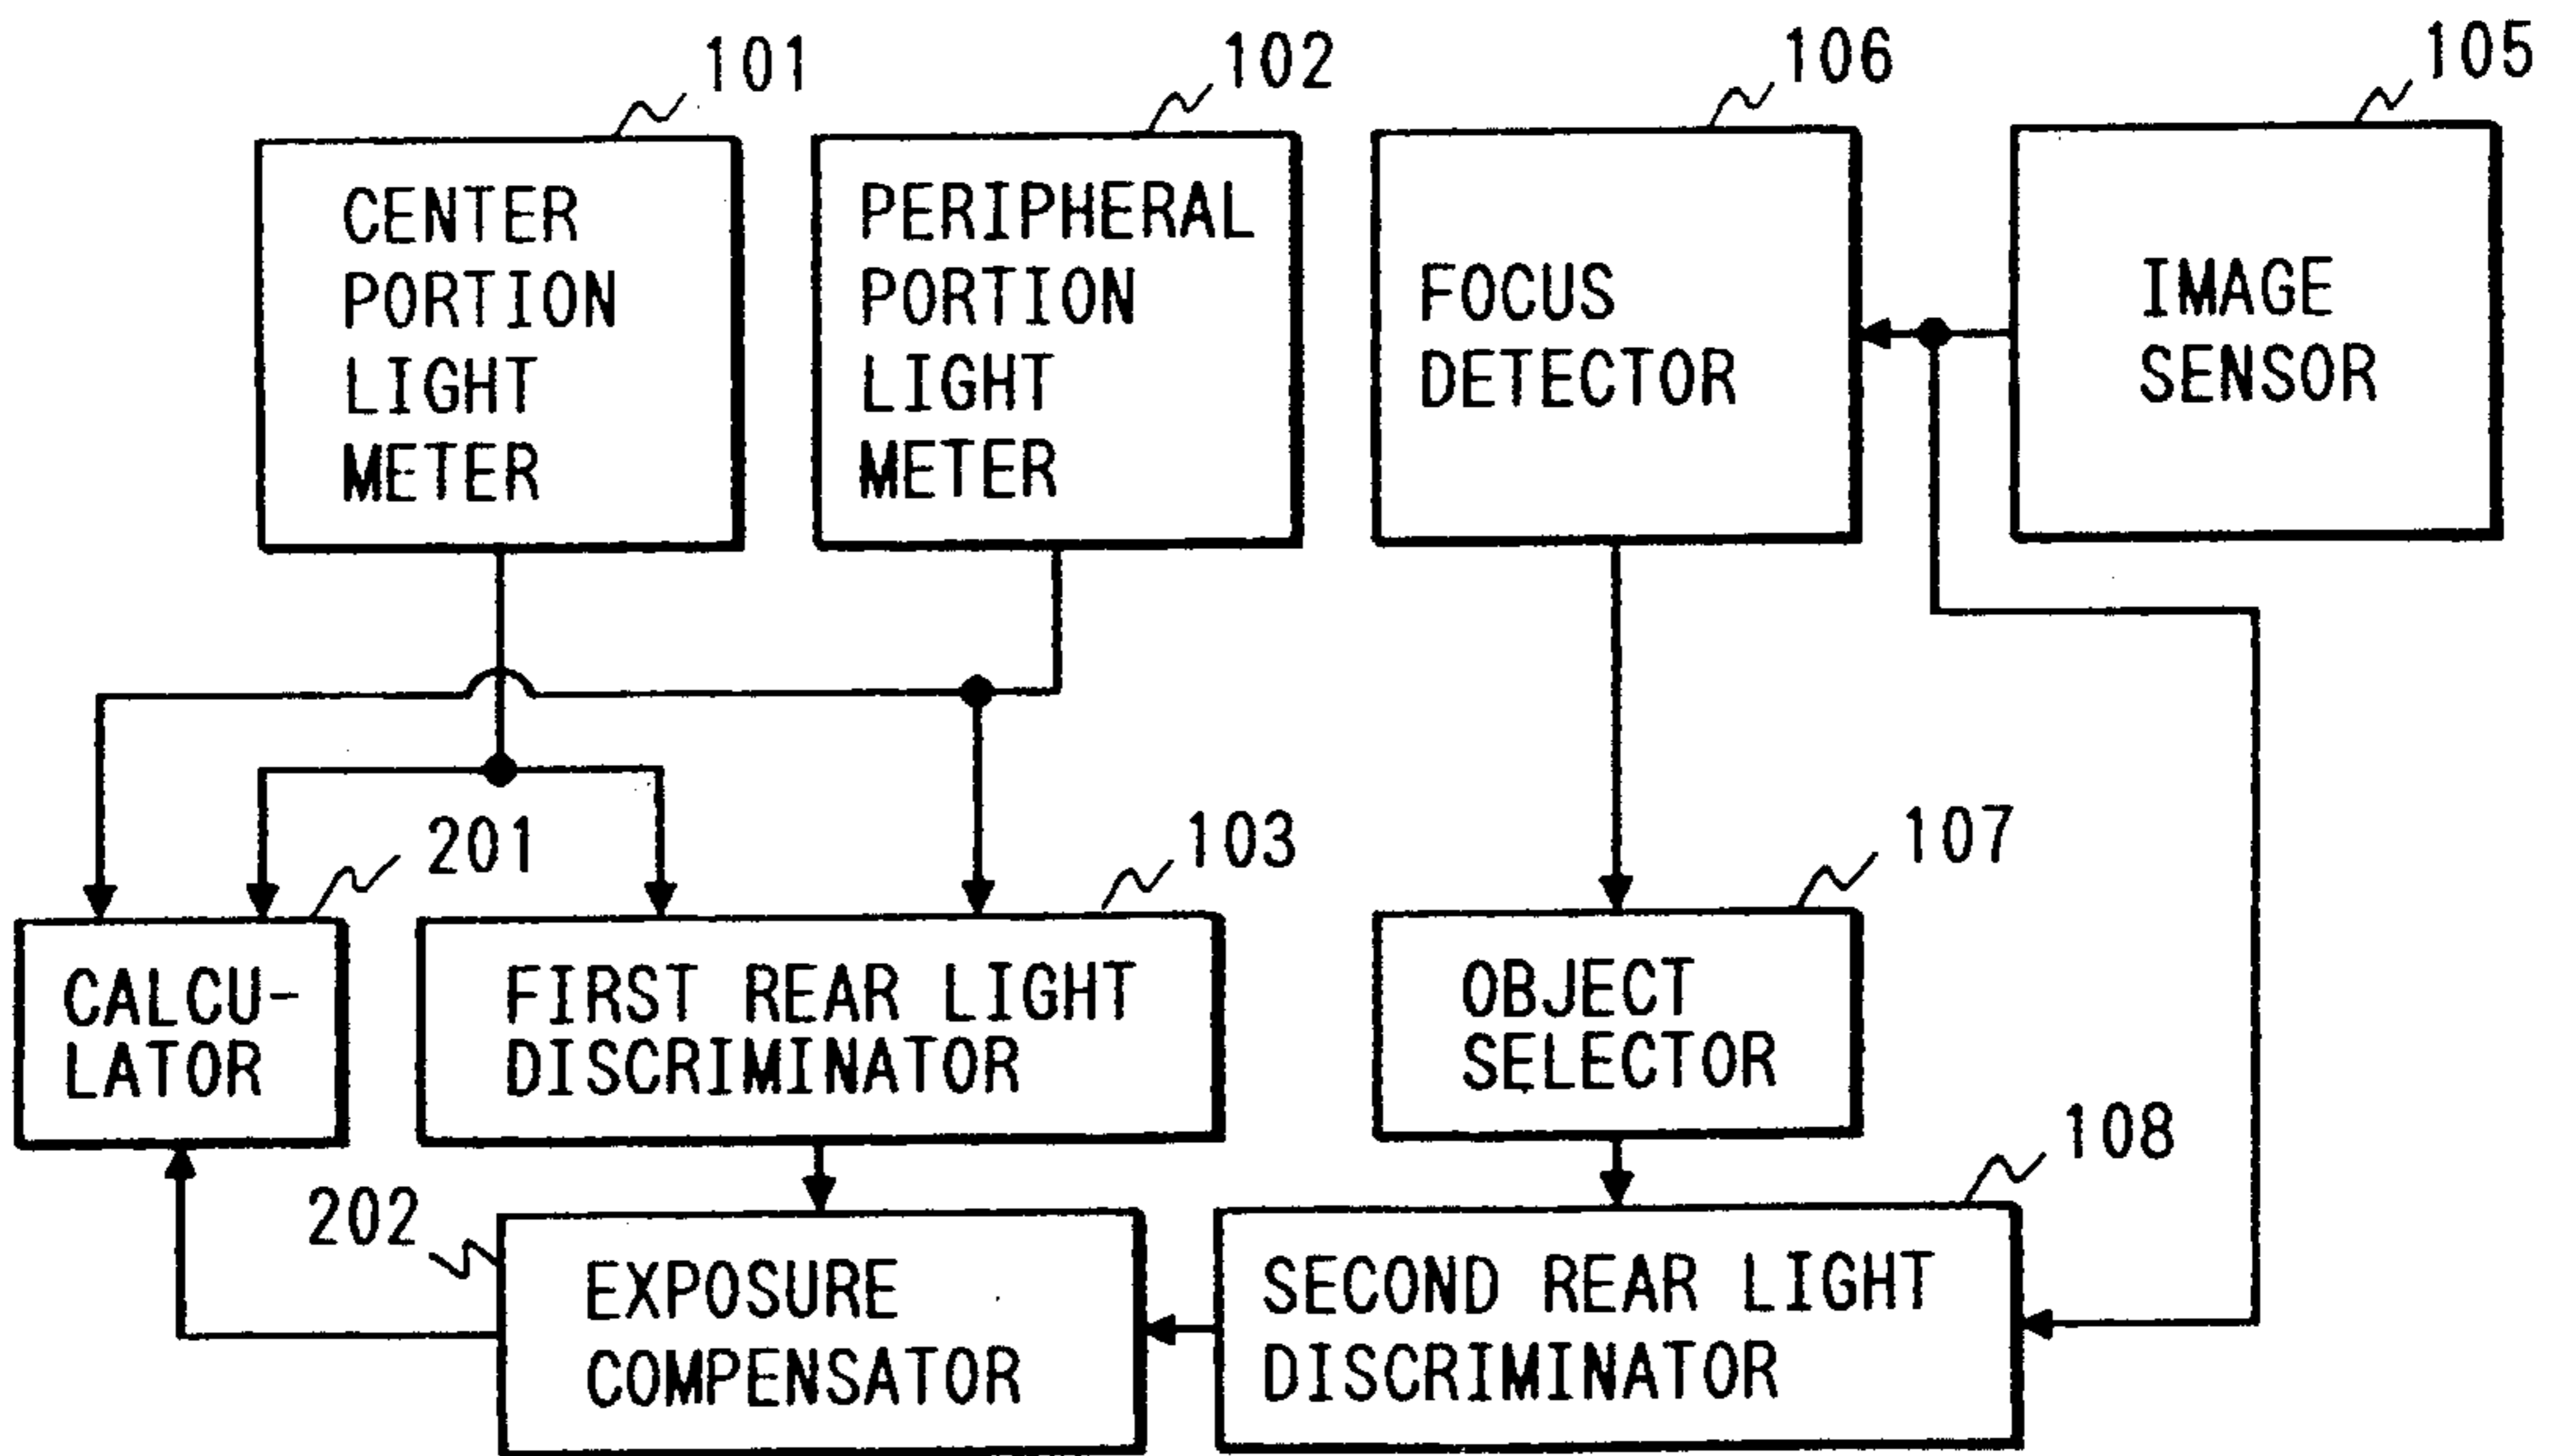 101
102
106
105
CENTER
PORTION
LIGHT
METER
PERIPHERAL
PORTION
LIGHT
METER
FOCUS
DETECTOR
IMAGE
SENSOR
201
103
107
CALCU-
LATOR
FIRST REAR LIGHT
DISCRIMINATOR
OBJECT
SELECTOR
108
202
EXPOSURE
COMPENSATOR
SECOND REAR LIGHT
DISCRIMINATOR